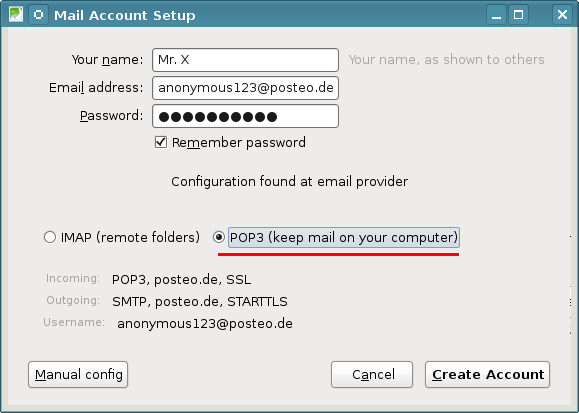 Mail Account Setup
Your name: Mr. X Your name, as shown to others
Email address: anonymous123@posteo.de
Password: ●●●●●●●●●●
Remember password
Configuration found at email provider
IMAP (remote folders) POP3 (keep mail on your computer)
Incoming: POP3, posteo.de, SSL
Outgoing: SMTP, posteo.de, STARTTLS
Username: anonymous123@posteo.de
Manual config Cancel Create Account